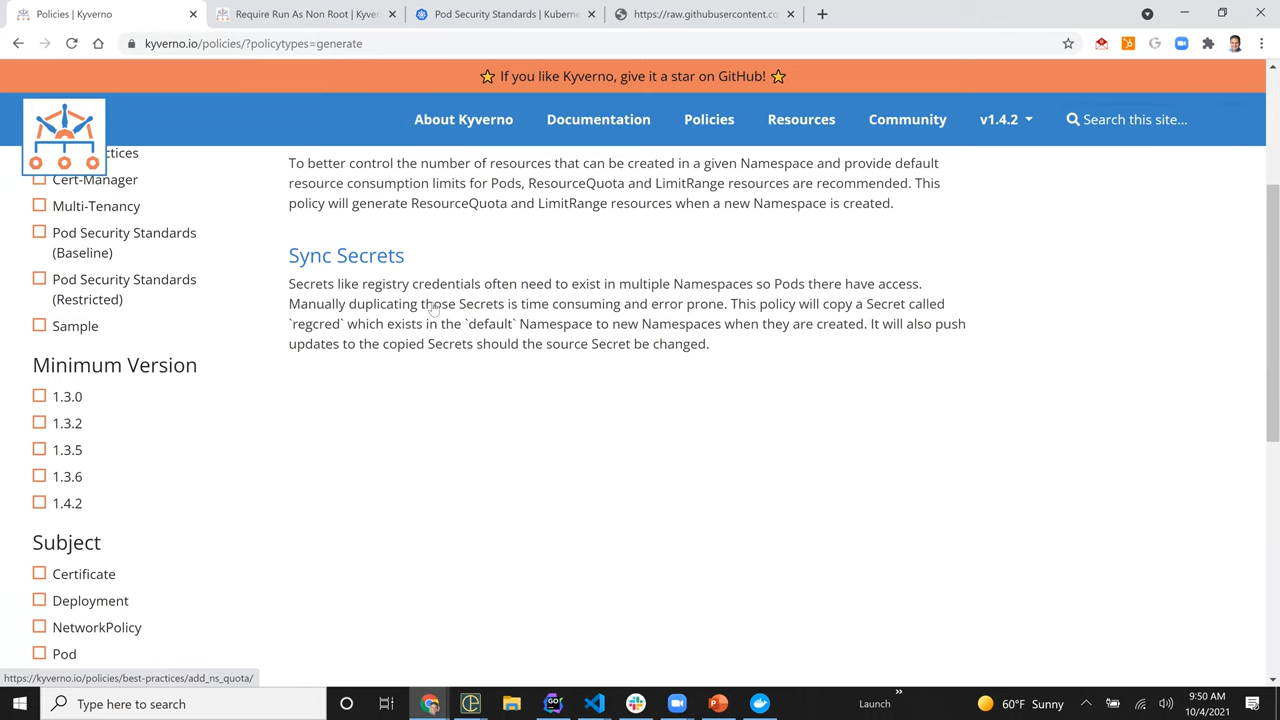 Policies | Kyverno
Require Run As Non Root | Kyver
Pod Security Standards | Kuberne
https://raw.githubusercontent.co
kyverno.io/policies/?policytypes=generate
If you like Kyverno, give it a star on GitHub!
About Kyverno
Documentation
Policies
Resources
Community
v1.4.2
Search this site...
Cert-Manager
Multi-Tenancy
Pod Security Standards
(Baseline)
Pod Security Standards
(Restricted)
Sample
Minimum Version
1.3.0
1.3.2
1.3.5
1.3.6
1.4.2
Subject
Certificate
Deployment
NetworkPolicy
Pod
To better control the number of resources that can be created in a given Namespace and provide default
resource consumption limits for Pods, ResourceQuota and LimitRange resources are recommended. This
policy will generate ResourceQuota and LimitRange resources when a new Namespace is created.
Sync Secrets
Secrets like registry credentials often need to exist in multiple Namespaces so Pods there have access.
Manually duplicating those Secrets is time consuming and error prone. This policy will copy a Secret called
`regcred` which exists in the `default` Namespace to new Namespaces when they are created. It will also push
updates to the copied Secrets should the source Secret be changed.
https://kyverno.io/policies/best-practices/add_ns_quota/
Type here to search
Launch
60°F Sunny
9:50 AM
10/4/2021